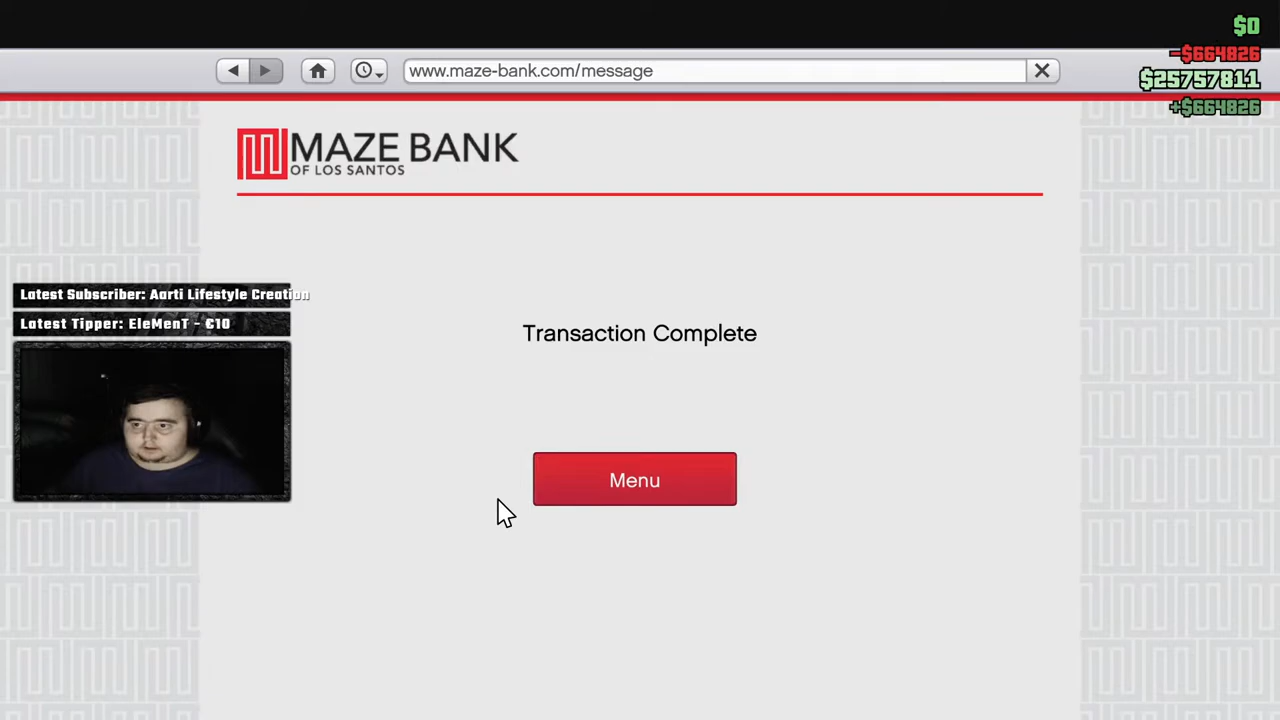 $0
-$664826
$25757811
+$664826
www.maze-bank.com/message
MAZE BANK
OF LOS SANTOS
Latest Subscriber: Aarti Lifestyle Creation
Latest Tipper: EleMenT - €10
Transaction Complete
Menu